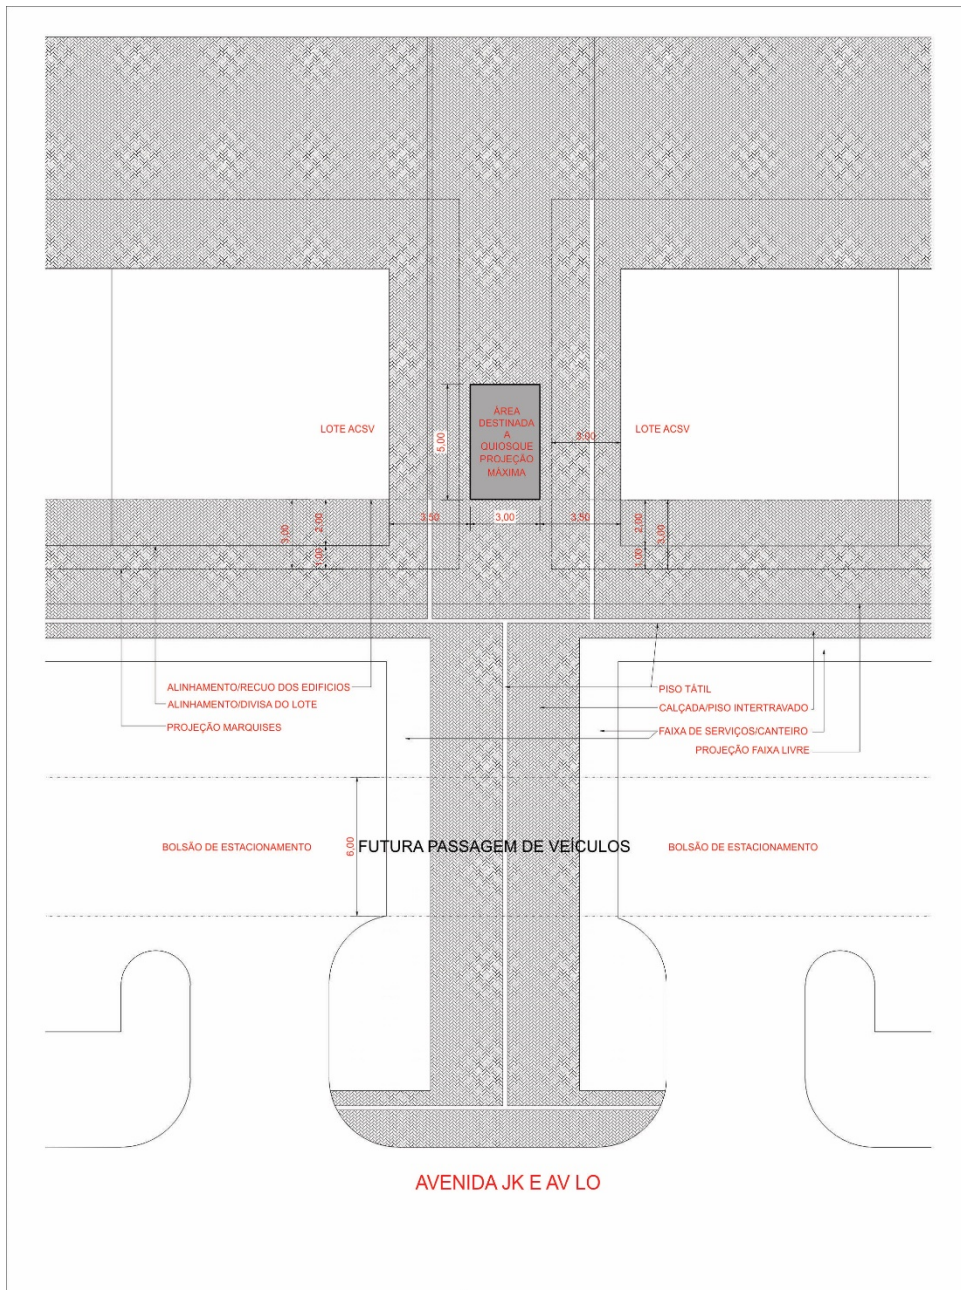 ÁREA
DESTINADA
A
QUIOSQUE
PROJEÇÃO
MÁXIMA
LOTE ACSV
5,00
3,00
LOTE ACSV
3,50
3,00
3,50
3,00
2,00
1,00
2,00
3,00
1,00
ALINHAMENTO/RECUO DOS EDIFICIOS
ALINHAMENTO/DIVISA DO LOTE
PROJEÇÃO MARQUISES
PISO TÁTIL
CALÇADA/PISO INTERTRAVADO
FAIXA DE SERVIÇOS/CANTEIRO
PROJEÇÃO FAIXA LIVRE
BOLSÃO DE ESTACIONAMENTO
6,00
FUTURA PASSAGEM DE VEÍCULOS
BOLSÃO DE ESTACIONAMENTO
AVENIDA JK E AV LO